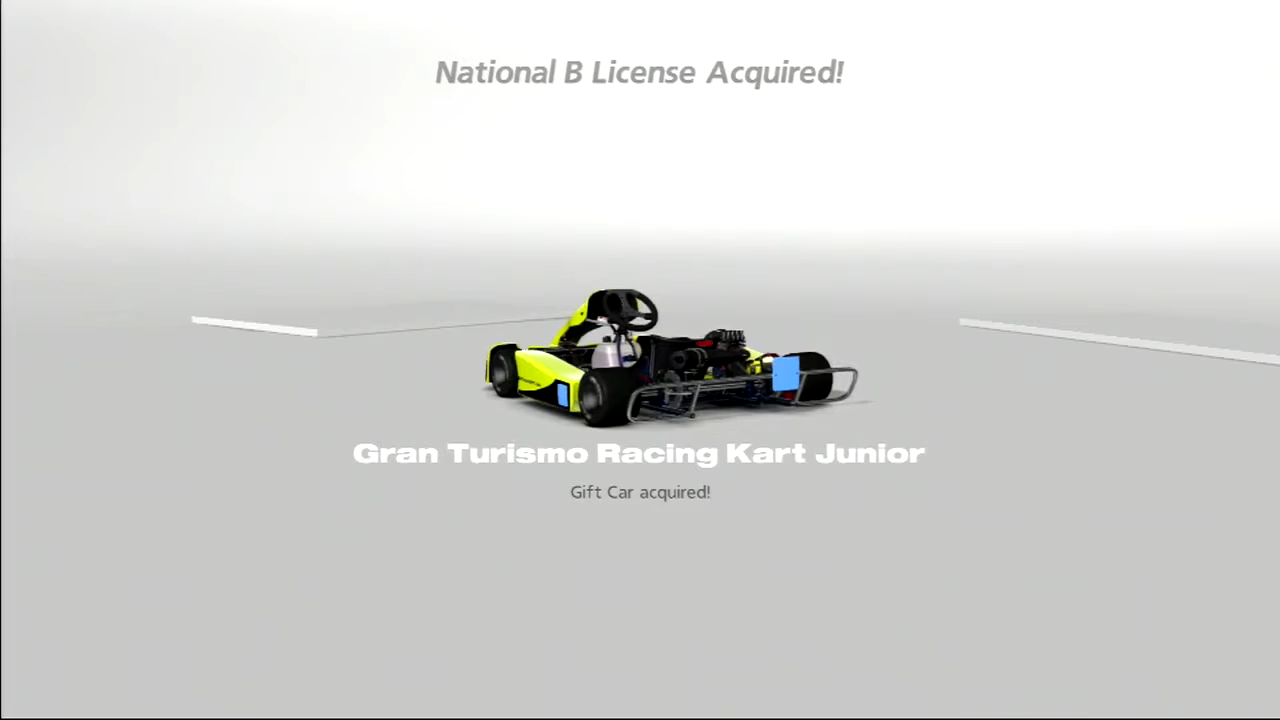 National B License Acquired!
Gran Turismo Racing Kart Junior
Gift Car acquired!